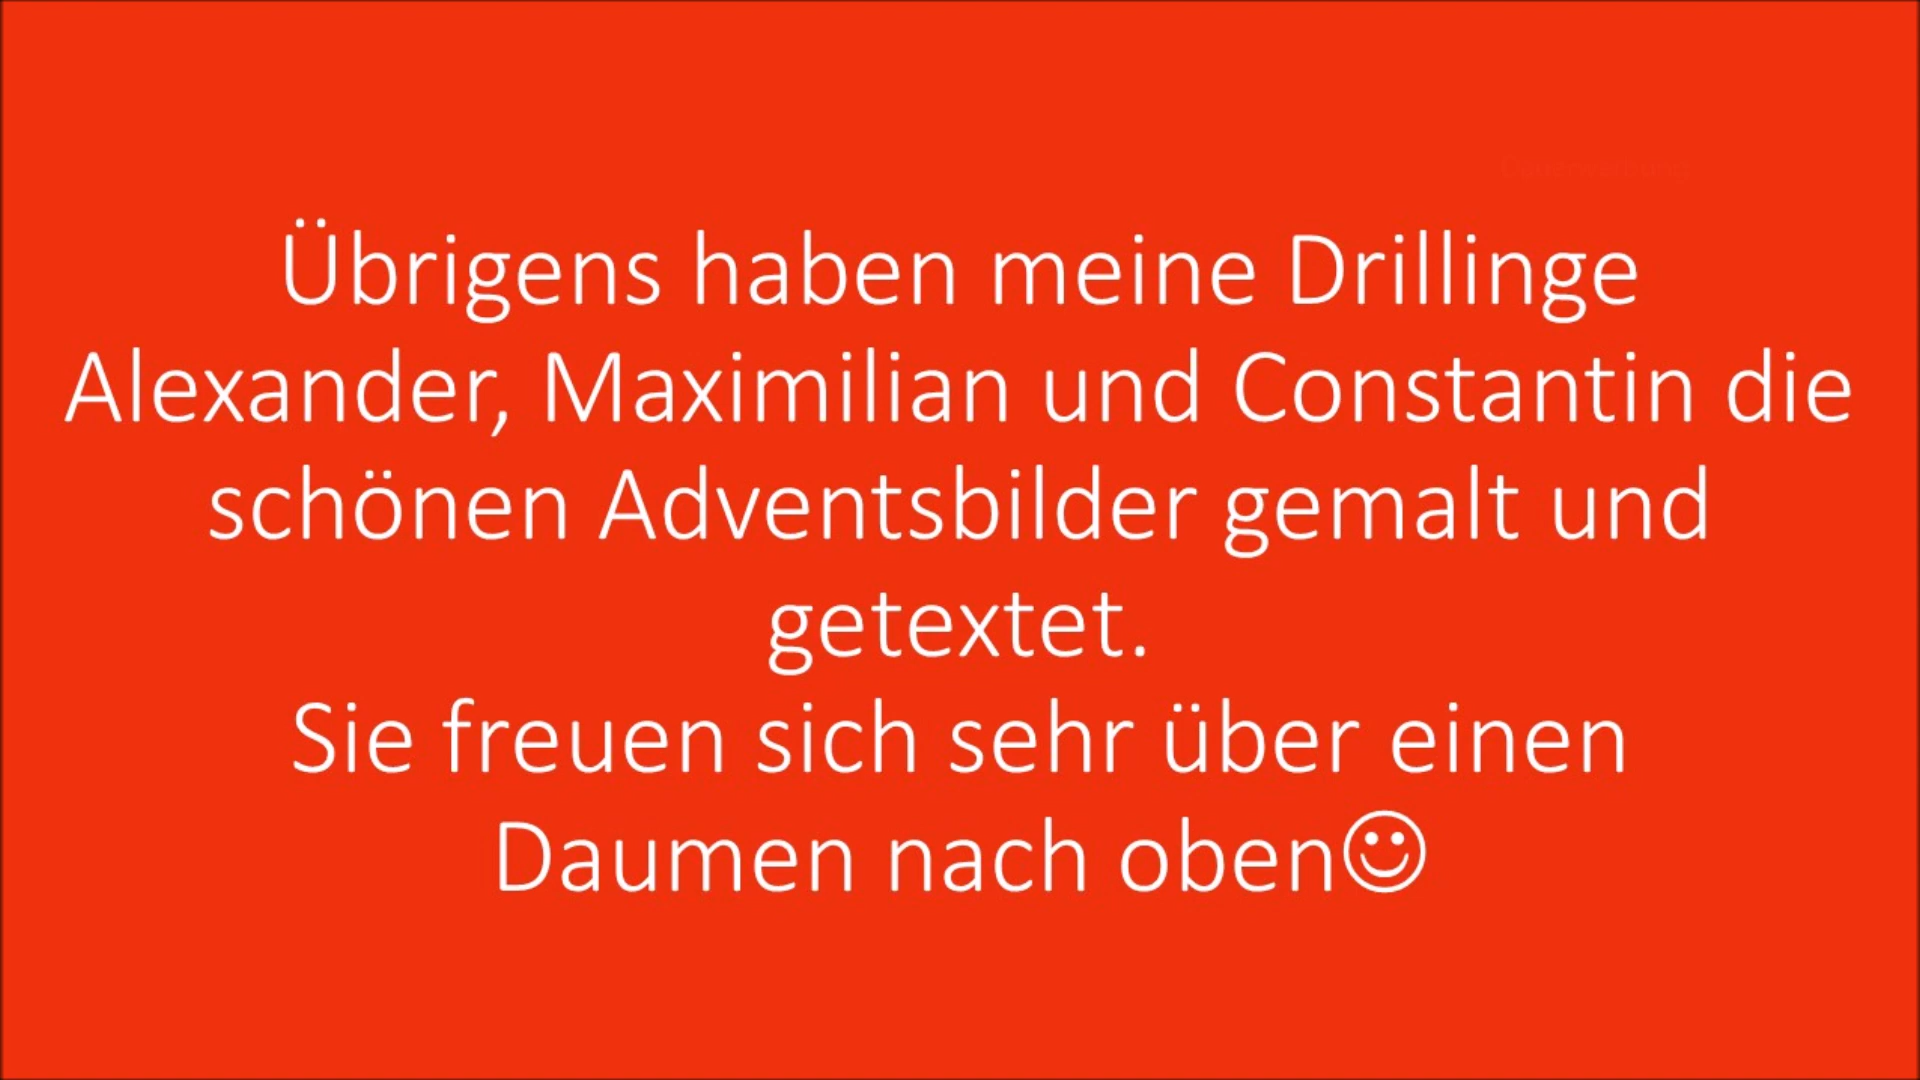 Übrigens haben meine Drillinge
Alexander, Maximilian und Constantin die
schönen Adventsbilder gemalt und
getextet.
Sie freuen sich sehr über einen
Daumen nach oben☺